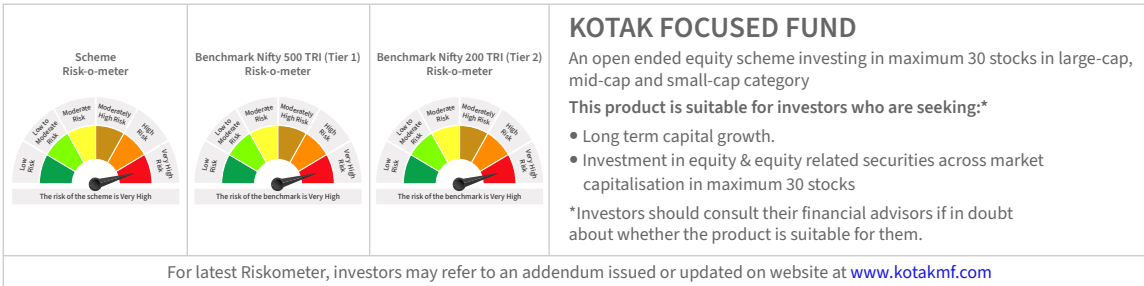 Scheme
Risk-o-meter
Low
Risk
Low to
Moderate
Risk
Moderate
Risk
Moderately
High Risk
High
Risk
Very High
Risk
The risk of the scheme is Very High
Benchmark Nifty 500 TRI (Tier 1)
Risk-o-meter
Low
Risk
Low to
Moderate
Risk
Moderate
Risk
Moderately
High Risk
High
Risk
Very High
Risk
The risk of the benchmark is Very High
Benchmark Nifty 200 TRI (Tier 2)
Risk-o-meter
Low
Risk
Low to
Moderate
Risk
Moderate
Risk
Moderately
High Risk
High
Risk
Very High
Risk
The risk of the benchmark is Very High
KOTAK FOCUSED FUND
An open ended equity scheme investing in maximum 30 stocks in large-cap,
mid-cap and small-cap category
This product is suitable for investors who are seeking:*
• Long term capital growth.
• Investment in equity & equity related securities across market
capitalisation in maximum 30 stocks
*Investors should consult their financial advisors if in doubt
about whether the product is suitable for them.
For latest Riskometer, investors may refer to an addendum issued or updated on website at www.kotakmf.com